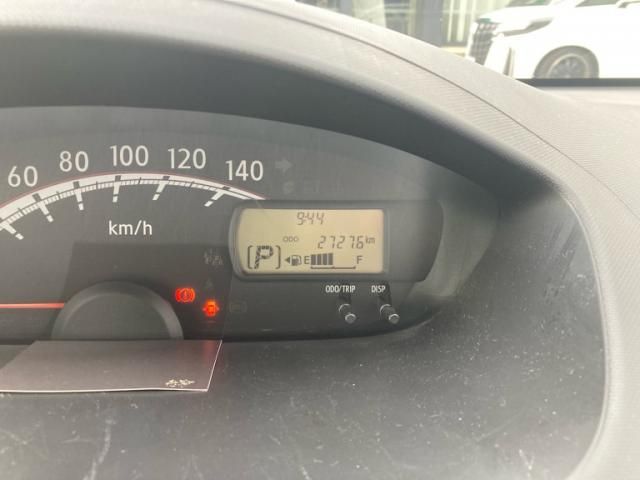 60 80 100 120 140
km/h
9:44
ODO 27276 km
[P] E F
ODO/TRIP DISP